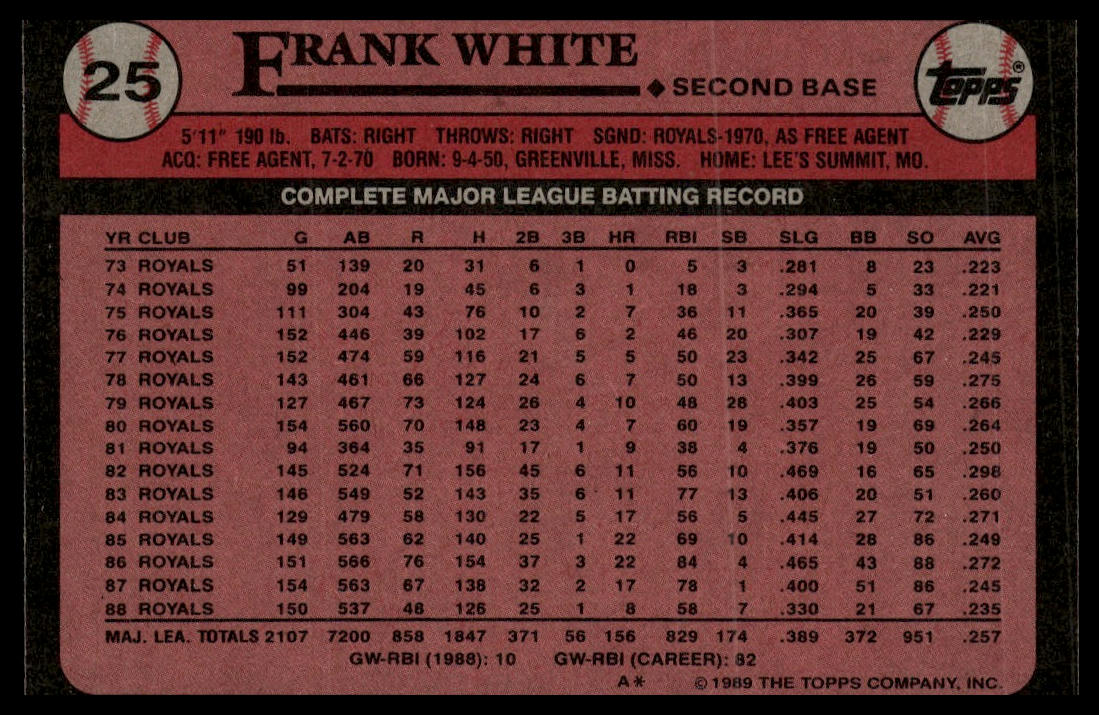 25
FRANK WHITE
◆ SECOND BASE
TOPPS®
5'11" 190 lb. BATS: RIGHT THROWS: RIGHT SGND: ROYALS-1970, AS FREE AGENT
ACQ: FREE AGENT, 7-2-70 BORN: 9-4-50, GREENVILLE, MISS. HOME: LEE'S SUMMIT, MO.
COMPLETE MAJOR LEAGUE BATTING RECORD
YR CLUB G AB R H 2B 3B HR RBI SB SLG BB SO AVG
73 ROYALS 51 139 20 31 6 1 0 5 3 .281 8 23 .223
74 ROYALS 99 204 19 45 6 3 1 18 3 .294 5 33 .221
75 ROYALS 111 304 43 76 10 2 7 36 11 .365 20 39 .250
76 ROYALS 152 446 39 102 17 6 2 46 20 .307 19 42 .229
77 ROYALS 152 474 59 116 21 5 5 50 23 .342 25 67 .245
78 ROYALS 143 461 66 127 24 6 7 50 13 .399 26 59 .275
79 ROYALS 127 467 73 124 26 4 10 48 28 .403 25 54 .266
80 ROYALS 154 560 70 148 23 4 7 60 19 .357 19 69 .264
81 ROYALS 94 364 35 91 17 1 9 38 4 .376 19 50 .250
82 ROYALS 145 524 71 156 45 6 11 56 10 .469 16 65 .298
83 ROYALS 146 549 52 143 35 6 11 77 13 .406 20 51 .260
84 ROYALS 129 479 58 130 22 5 17 56 5 .445 27 72 .271
85 ROYALS 149 563 62 140 25 1 22 69 10 .414 28 86 .249
86 ROYALS 151 566 76 154 37 3 22 84 4 .465 43 88 .272
87 ROYALS 154 563 67 138 32 2 17 78 1 .400 51 86 .245
88 ROYALS 150 537 48 126 25 1 8 58 7 .330 21 67 .235
MAJ. LEA. TOTALS 2107 7200 858 1847 371 56 156 829 174 .389 372 951 .257
GW-RBI (1988): 10 GW-RBI (CAREER): 82
A* © 1989 THE TOPPS COMPANY, INC.